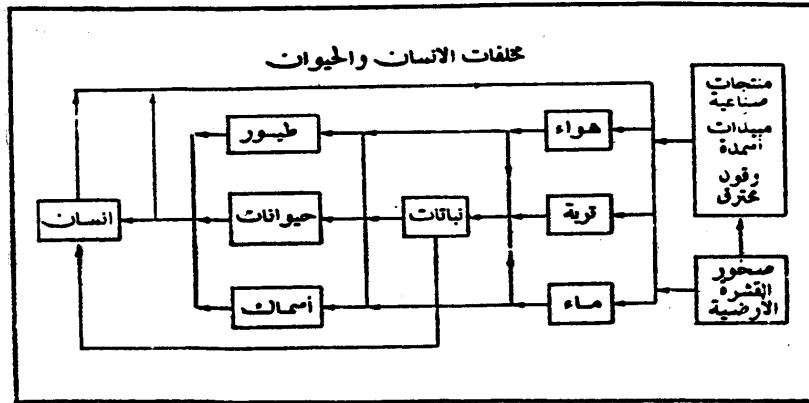 مخلفات الانسان والحيوان
منتجات
صناعية
مبيدات
أسمدة
وقود
محترق
صخور
القشرة
الأرضية
هواء
تربة
ماء
نباتات
طيور
حيوانات
أسماك
انسان